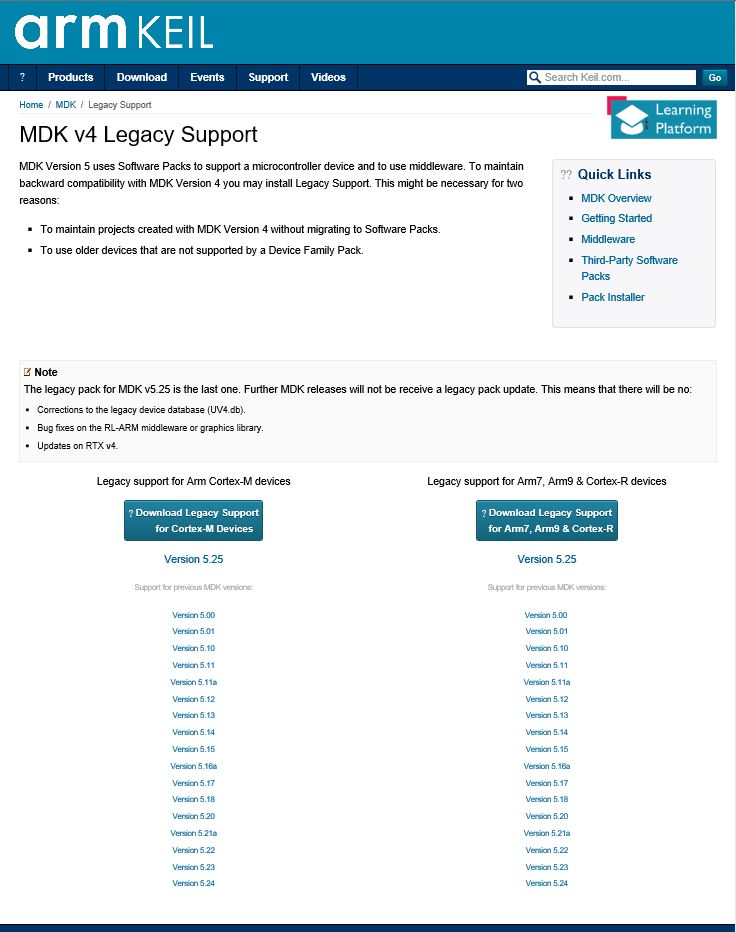 arm KEIL
? Products Download Events Support Videos
Search Keil.com... Go
Home / MDK / Legacy Support
Learning
Platform
MDK v4 Legacy Support
MDK Version 5 uses Software Packs to support a microcontroller device and to use middleware. To maintain
backward compatibility with MDK Version 4 you may install Legacy Support. This might be necessary for two
reasons:
▪ To maintain projects created with MDK Version 4 without migrating to Software Packs.
▪ To use older devices that are not supported by a Device Family Pack.
?? Quick Links
▪ MDK Overview
▪ Getting Started
▪ Middleware
▪ Third-Party Software
Packs
▪ Pack Installer
Note
The legacy pack for MDK v5.25 is the last one. Further MDK releases will not be receive a legacy pack update. This means that there will be no:
▪ Corrections to the legacy device database (UV4.db).
▪ Bug fixes on the RL-ARM middleware or graphics library.
▪ Updates on RTX v4.
Legacy support for Arm Cortex-M devices
? Download Legacy Support
for Cortex-M Devices
Version 5.25
Support for previous MDK versions:
Version 5.00
Version 5.01
Version 5.10
Version 5.11
Version 5.11a
Version 5.12
Version 5.13
Version 5.14
Version 5.15
Version 5.16a
Version 5.17
Version 5.18
Version 5.20
Version 5.21a
Version 5.22
Version 5.23
Version 5.24
Legacy support for Arm7, Arm9 & Cortex-R devices
? Download Legacy Support
for Arm7, Arm9 & Cortex-R
Version 5.25
Support for previous MDK versions:
Version 5.00
Version 5.01
Version 5.10
Version 5.11
Version 5.11a
Version 5.12
Version 5.13
Version 5.14
Version 5.15
Version 5.16a
Version 5.17
Version 5.18
Version 5.20
Version 5.21a
Version 5.22
Version 5.23
Version 5.24